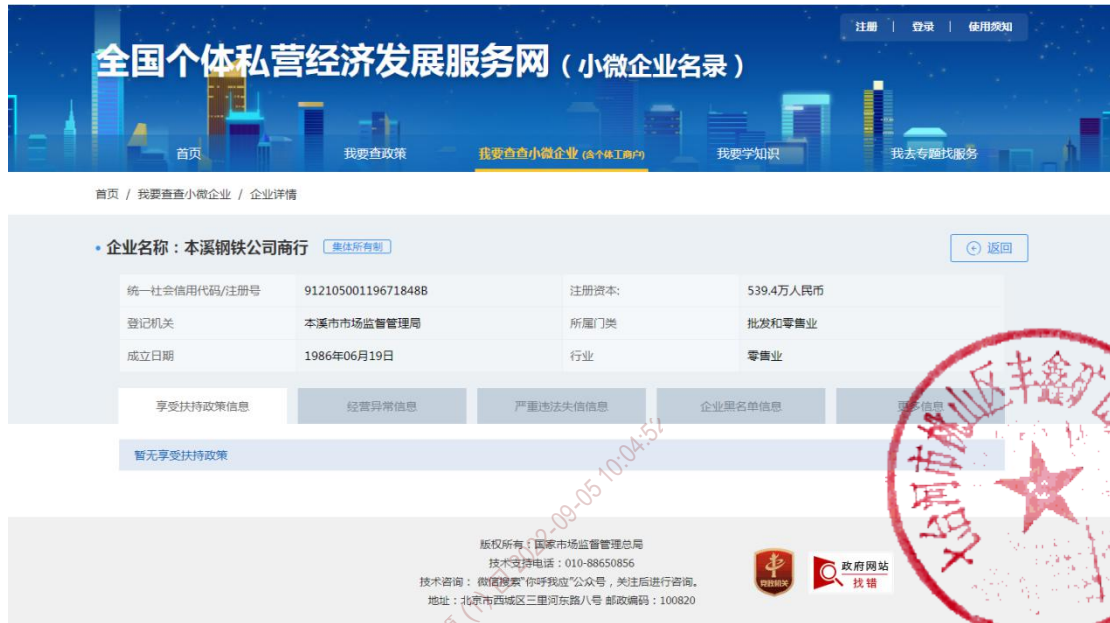 注册 | 登录 | 使用须知
全国个体私营经济发展服务网（小微企业名录）
首页 我要查政策 我要查查小微企业 (含个体工商户) 我要学知识 我去专题找服务
首页 / 我要查查小微企业 / 企业详情
企业名称：本溪钢铁公司商行 集体所有制 返回
统一社会信用代码/注册号 91210500119671848B 注册资本: 539.4万人民币
登记机关 本溪市市场监督管理局 所属门类 批发和零售业
成立日期 1986年06月19日 行业 零售业
享受扶持政策信息 经营异常信息 严重违法失信信息 企业黑名单信息 更多信息
暂无享受扶持政策
2022-09-05 10:04:52
版权所有：国家市场监督管理总局
技术支持电话：010-88650856
技术咨询： 微信搜索"你呼我应"公众号，关注后进行咨询。
地址：北京市西城区三里河东路八号 邮政编码：100820
党政机关
政府网站
找错
区丰鑫矿